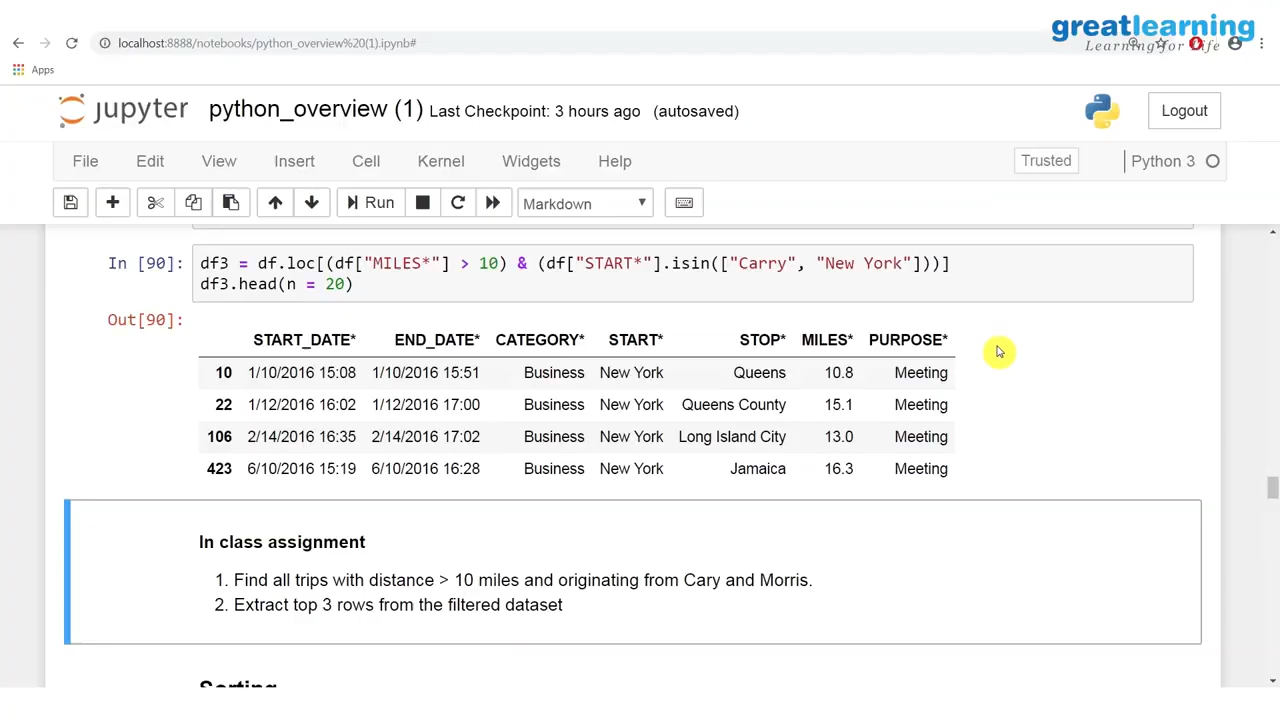 greatlearning
Learning for Life
localhost:8888/notebooks/python_overview%20(1).ipynb#
Apps
jupyter python_overview (1) Last Checkpoint: 3 hours ago (autosaved)
Logout
File Edit View Insert Cell Kernel Widgets Help Trusted Python 3
Run Markdown
In [90]: df3 = df.loc[(df["MILES*"] > 10) & (df["START*"].isin(["Carry", "New York"]))]
df3.head(n = 20)
Out[90]:
START_DATE* END_DATE* CATEGORY* START* STOP* MILES* PURPOSE*
10 1/10/2016 15:08 1/10/2016 15:51 Business New York Queens 10.8 Meeting
22 1/12/2016 16:02 1/12/2016 17:00 Business New York Queens County 15.1 Meeting
106 2/14/2016 16:35 2/14/2016 17:02 Business New York Long Island City 13.0 Meeting
423 6/10/2016 15:19 6/10/2016 16:28 Business New York Jamaica 16.3 Meeting
In class assignment
1. Find all trips with distance > 10 miles and originating from Cary and Morris.
2. Extract top 3 rows from the filtered dataset
Sorting